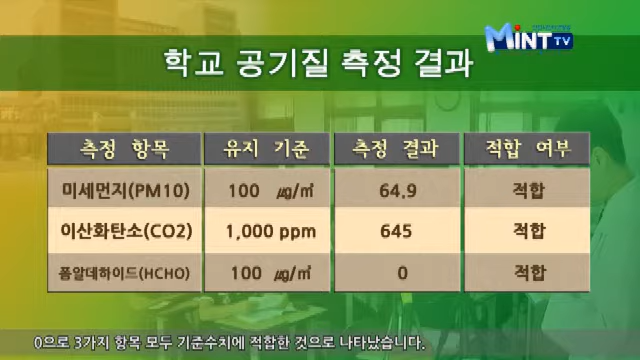 MINT TV
학교 공기질 측정 결과
측정 항목 유지 기준 측정 결과 적합 여부
미세먼지(PM10) 100 ㎍/㎥ 64.9 적합
이산화탄소(CO2) 1,000 ppm 645 적합
폼알데하이드(HCHO) 100 ㎍/㎥ 0 적합
0으로 3가지 항목 모두 기준수치에 적합한 것으로 나타났습니다.